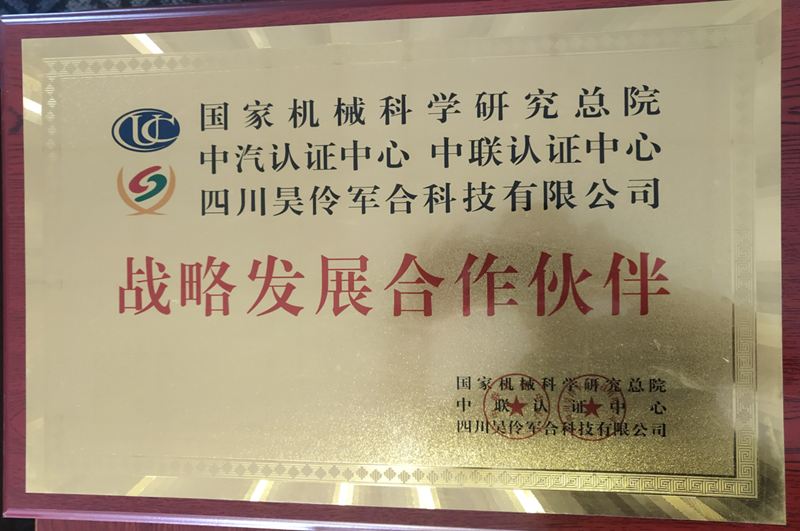 国家机械科学研究总院
中汽认证中心 中联认证中心
四川昊伶军合科技有限公司
战略发展合作伙伴
国家机械科学研究总院
中联认证中心
四川昊伶军合科技有限公司